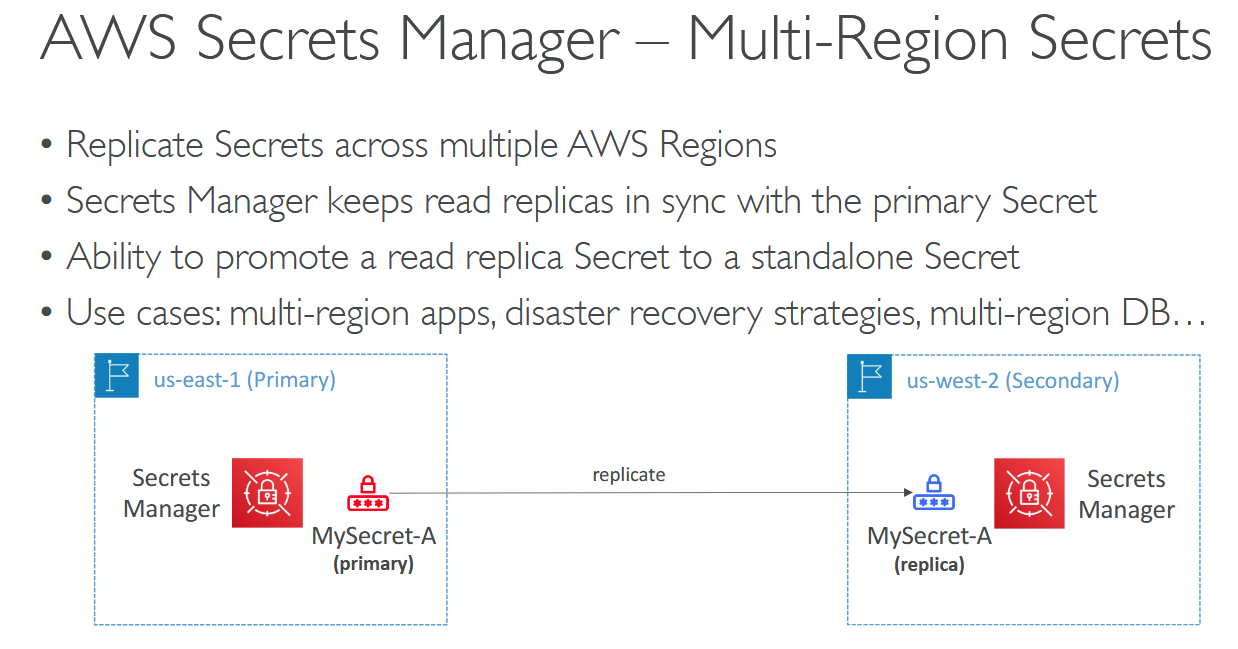 AWS Secrets Manager – Multi-Region Secrets
• Replicate Secrets across multiple AWS Regions
• Secrets Manager keeps read replicas in sync with the primary Secret
• Ability to promote a read replica Secret to a standalone Secret
• Use cases: multi-region apps, disaster recovery strategies, multi-region DB…
us-east-1 (Primary)
Secrets
Manager
MySecret-A
(primary)
replicate
us-west-2 (Secondary)
MySecret-A
(replica)
Secrets
Manager